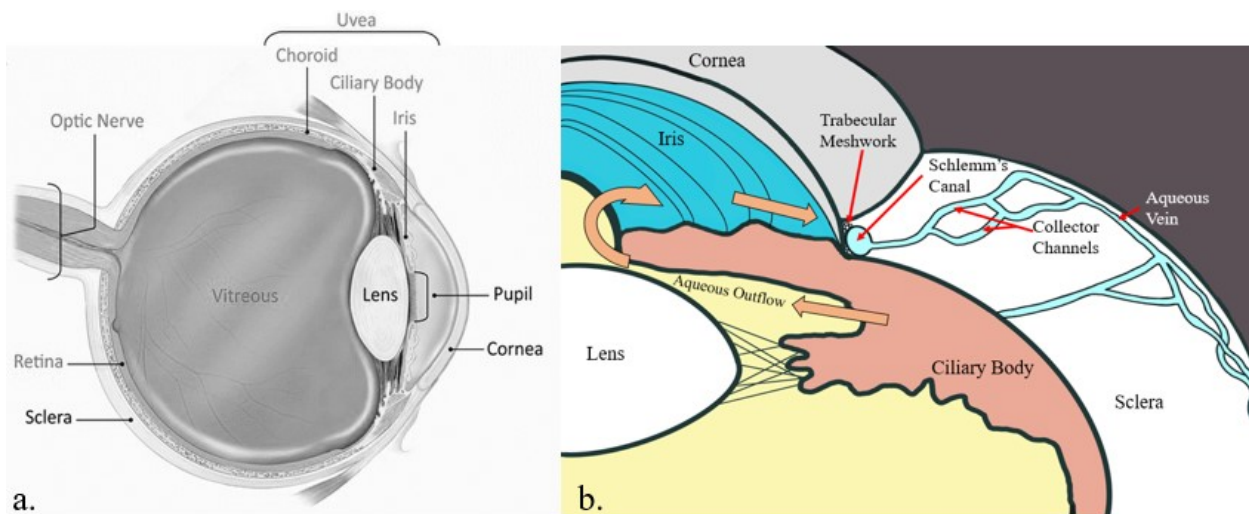 Uvea
Choroid
Ciliary Body
Iris
Optic Nerve
Vitreous
Lens
Pupil
Cornea
Retina
Sclera
a.
Cornea
Iris
Trabecular
Meshwork
Schlemm's
Canal
Aqueous
Vein
Collector
Channels
Aqueous Outflow
Lens
Ciliary Body
Sclera
b.